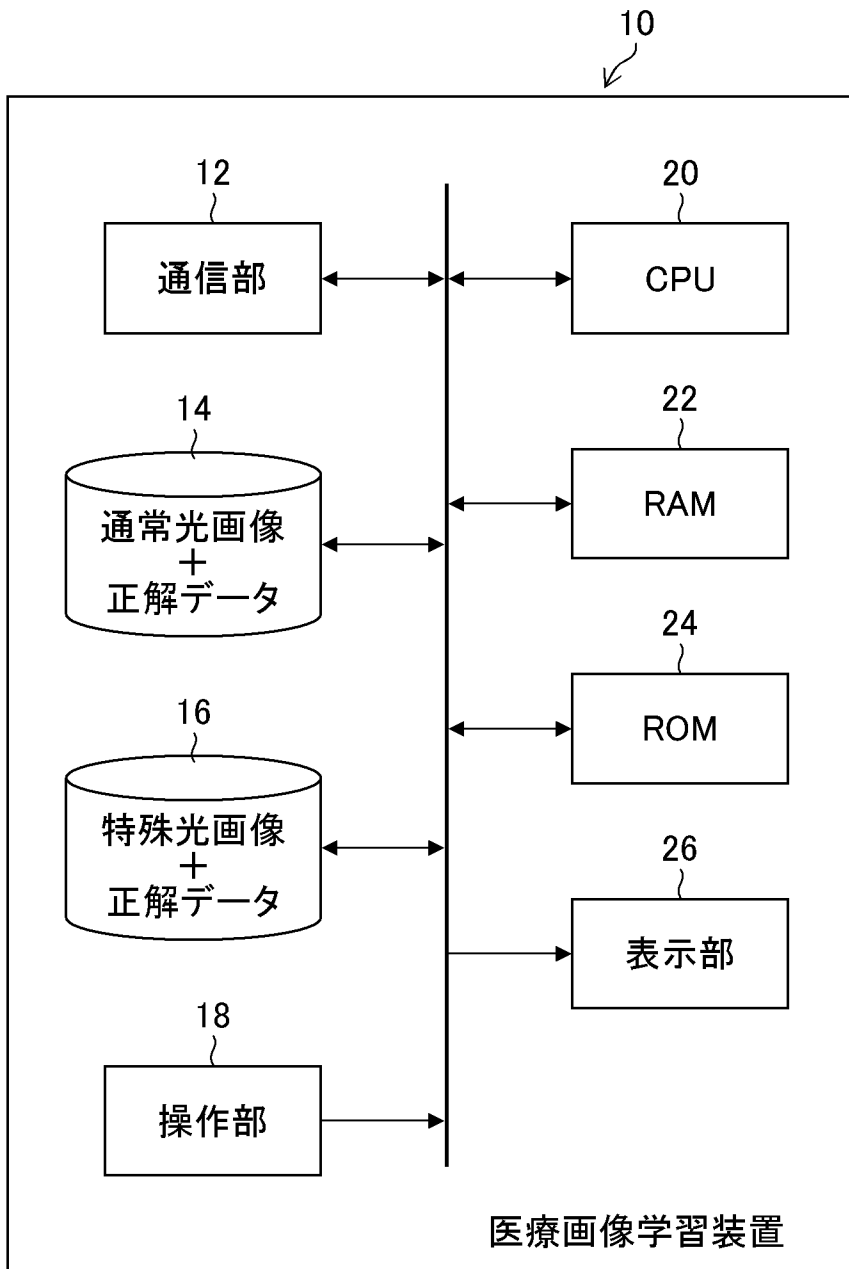 10
12
通信部
14
通常光画像
+
正解データ
16
特殊光画像
+
正解データ
18
操作部
20
CPU
22
RAM
24
ROM
26
表示部
医療画像学習装置